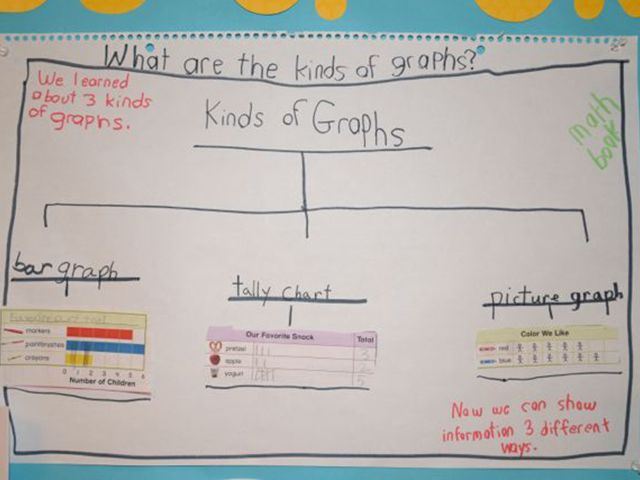 What are the kinds of graphs?
We learned
about 3 kinds
of graphs.
Kinds of Graphs
math
book
bar graph
tally chart
picture graph
markers
paintbrushes
crayons
0 1 2 3 4 5 6
Number of Children
Our Favorite Snack Total
pretzel 3
apple 2
yogurt 5
Color We Like
red
blue
Now we can show
information 3 different
ways.